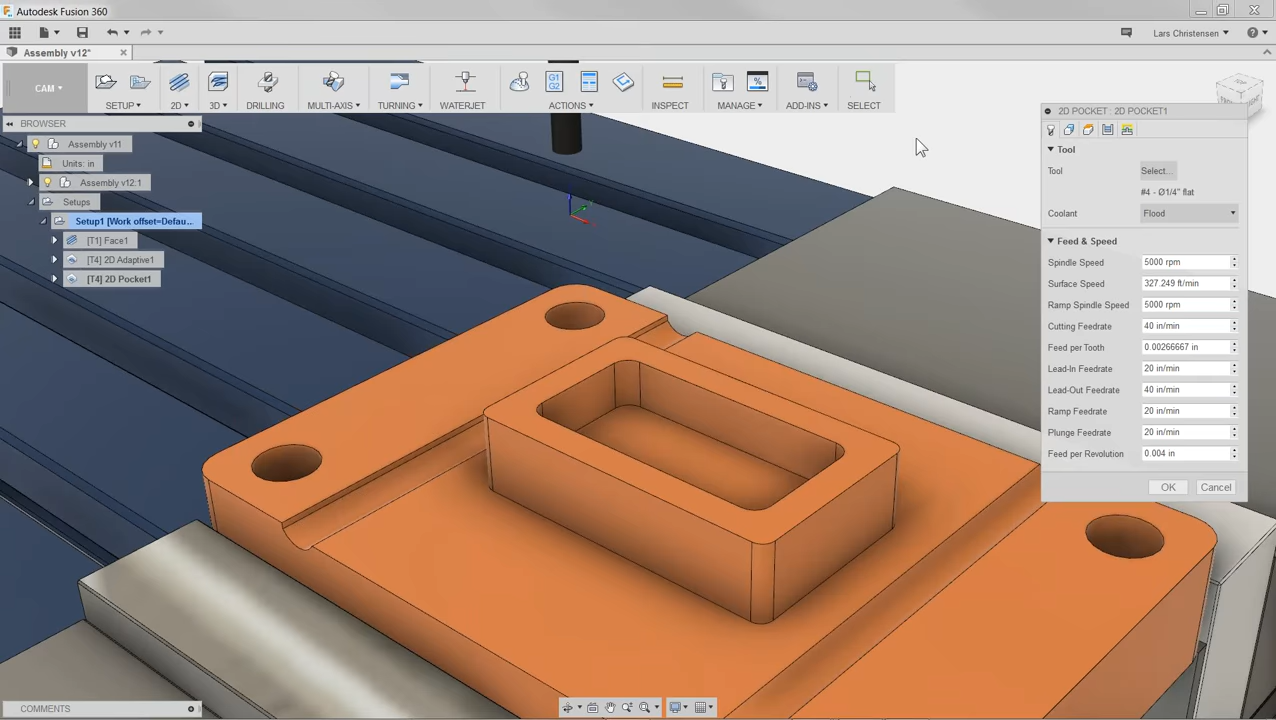 Autodesk Fusion 360
Lars Christensen
Assembly v12*
CAM
SETUP
2D
3D
DRILLING
MULTI-AXIS
TURNING
WATERJET
G1
G2
ACTIONS
INSPECT
MANAGE
ADD-INS
SELECT
BROWSER
Assembly v11
Units: in
Assembly v12:1
Setups
Setup1 [Work offset=Defau...
[T1] Face1
[T4] 2D Adaptive1
[T4] 2D Pocket1
2D POCKET : 2D POCKET1
Tool
Tool Select...
#4 - Ø1/4" flat
Coolant Flood
Feed & Speed
Spindle Speed 5000 rpm
Surface Speed 327.249 ft/min
Ramp Spindle Speed 5000 rpm
Cutting Feedrate 40 in/min
Feed per Tooth 0.00266667 in
Lead-In Feedrate 20 in/min
Lead-Out Feedrate 40 in/min
Ramp Feedrate 20 in/min
Plunge Feedrate 20 in/min
Feed per Revolution 0.004 in
OK Cancel
COMMENTS